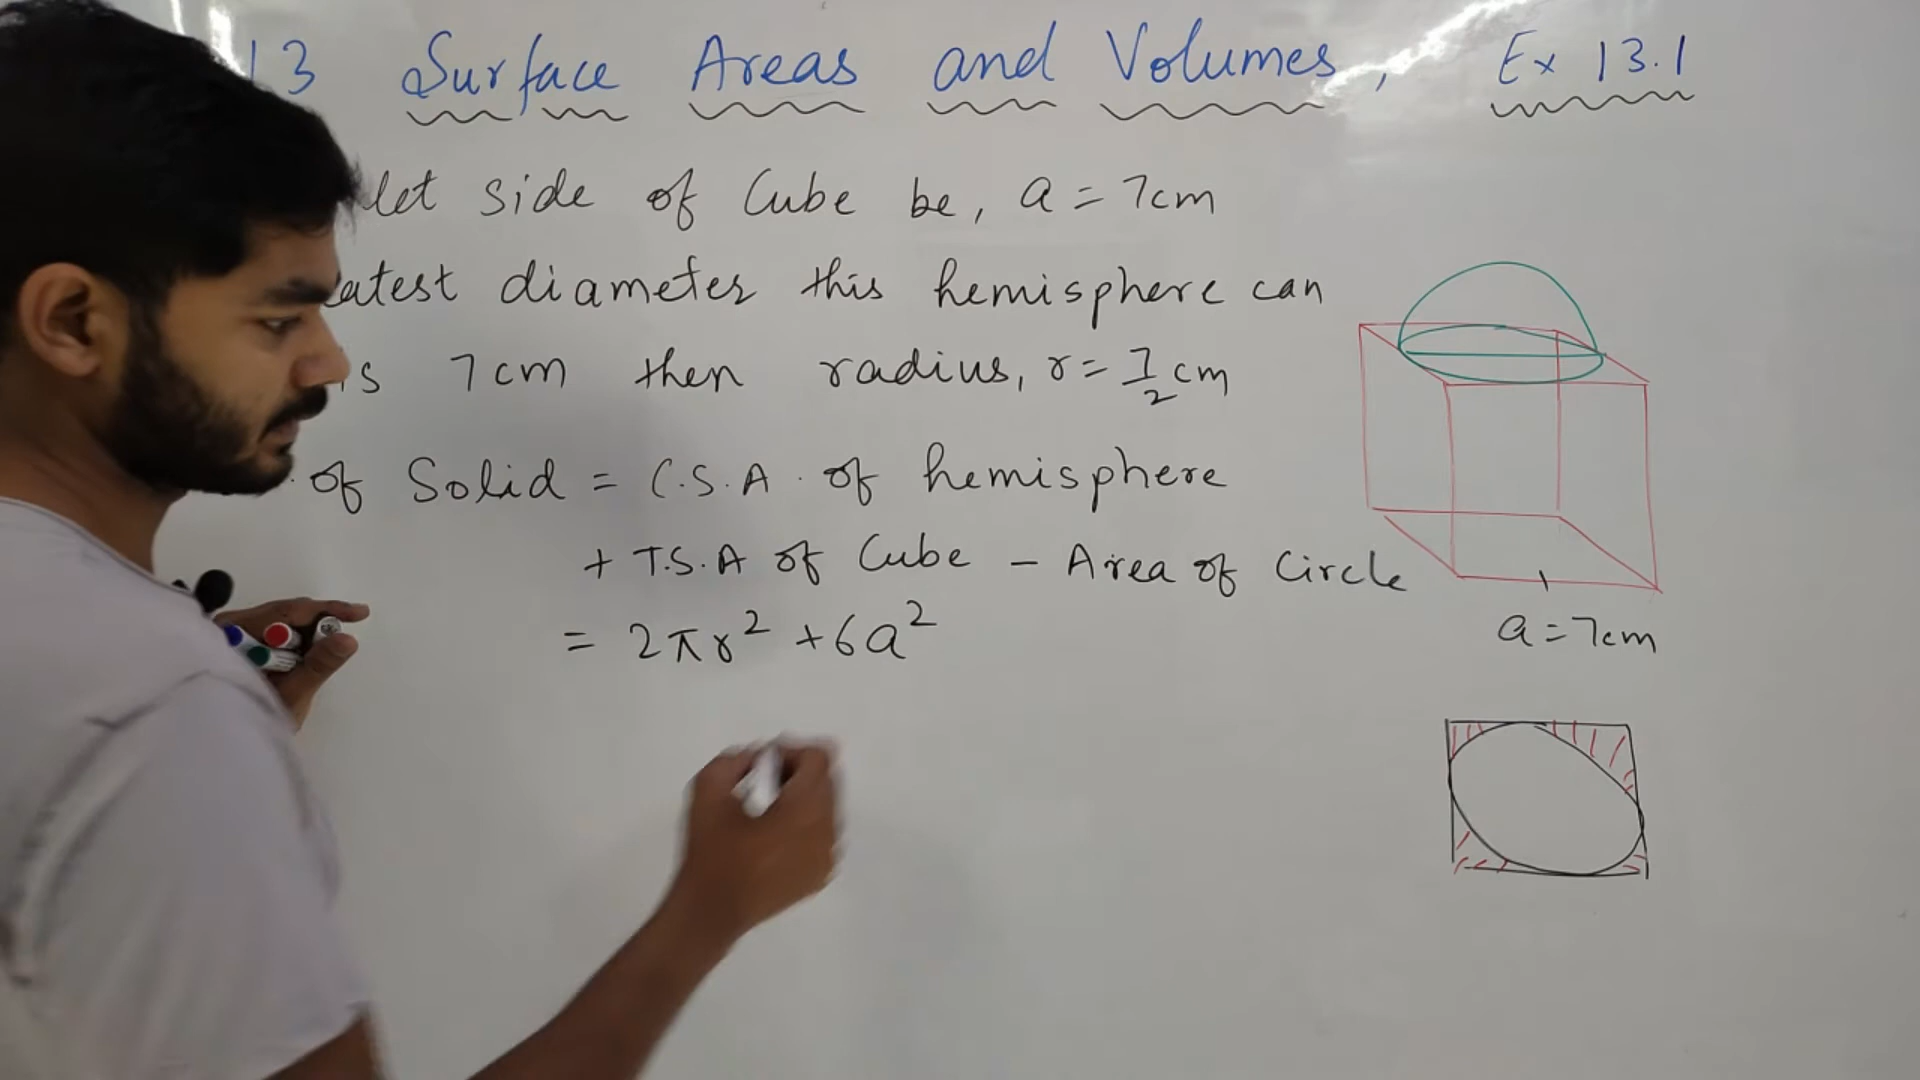 13 Surface Areas and Volumes, Ex 13.1
let side of Cube be, a = 7cm
diameter this hemisphere can
7cm then radius, r = 7/2 cm
of Solid = C.S.A. of hemisphere
+ T.S.A of Cube - Area of Circle
= 2πr² + 6a²
a = 7cm